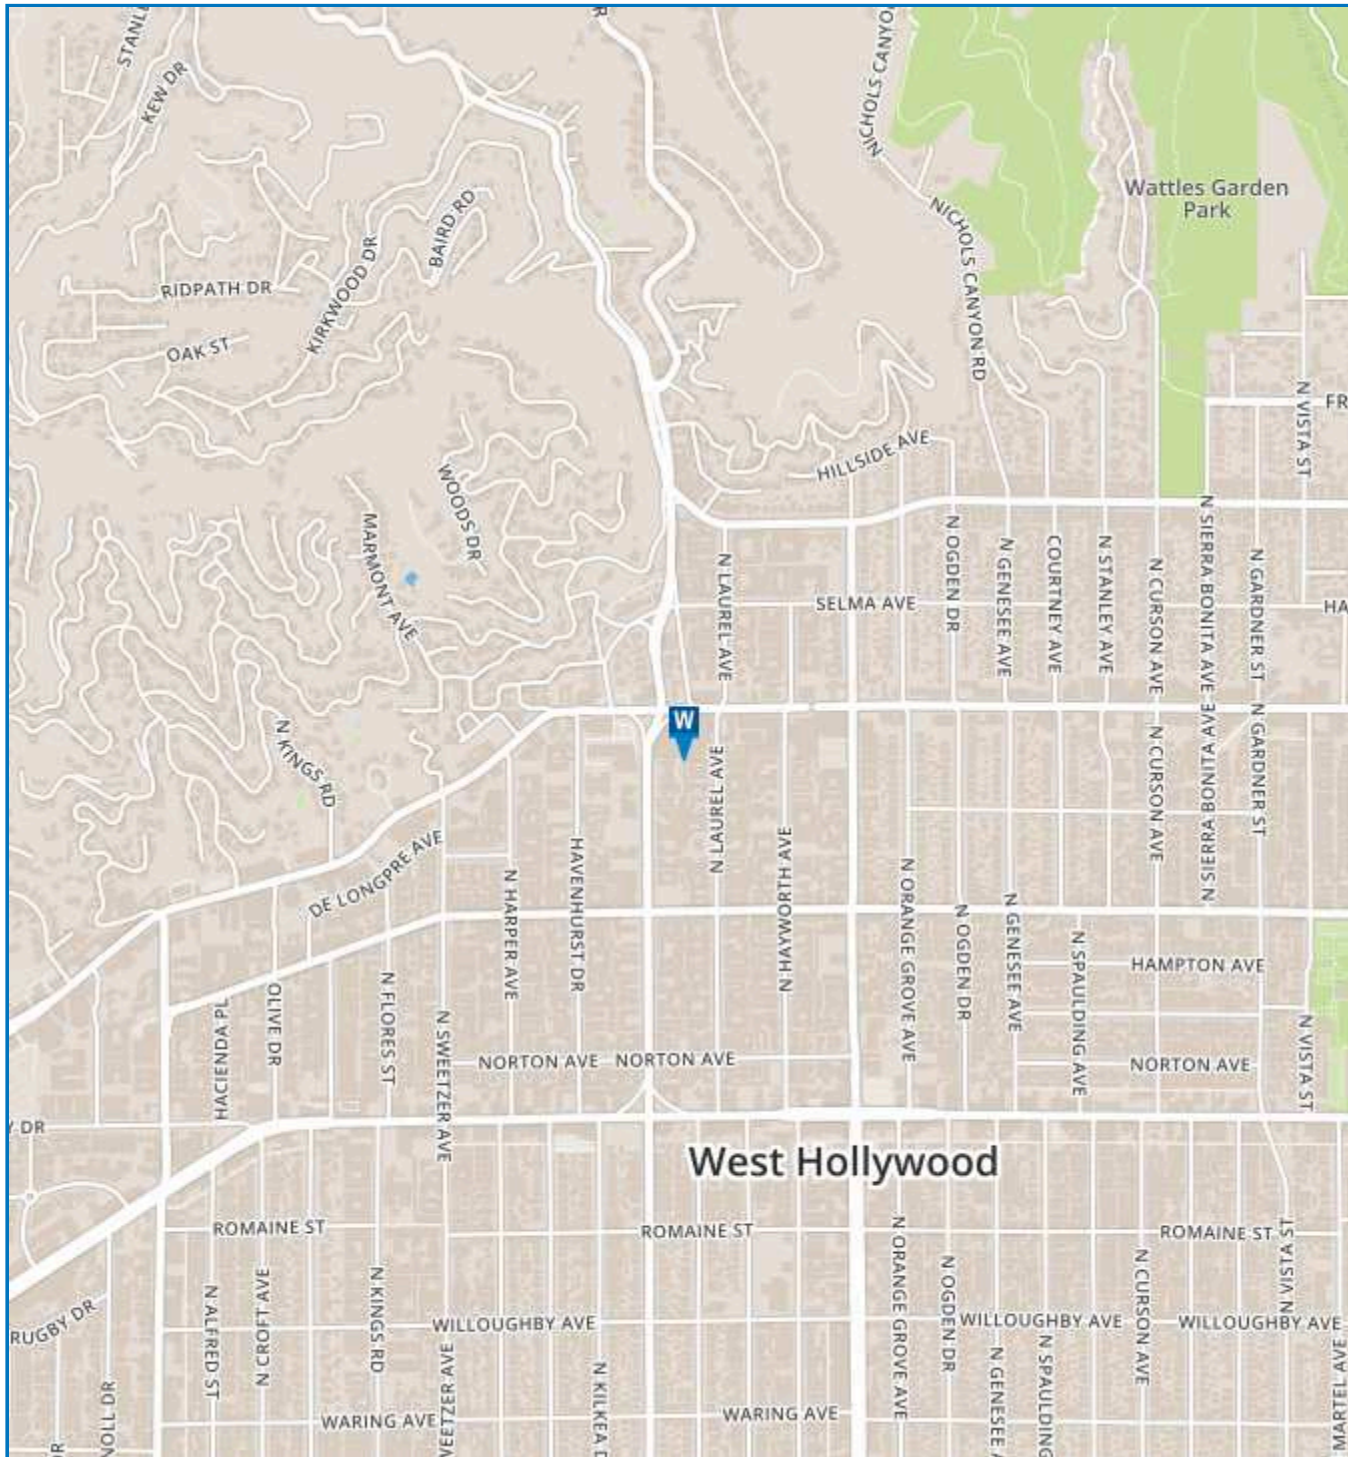 KEW DR
NICHOLS CANYON
Wattles Garden
Park
NICHOLS CANYON RD
BAIRD RD
KIRKWOOD DR
RIDPATH DR
OAK ST
N VISTA ST
FR
HILLSIDE AVE
WOODS DR
MARMONT AVE
N LAUREL AVE
SELMA AVE
N OGDEN DR
N GENESEE AVE
COURTNEY AVE
N STANLEY AVE
N CURSON AVE
N SIERRA BONITA AVE
N GARDNER ST
HA
W
N KINGS RD
N LAUREL AVE
N CURSON AVE
N SIERRA BONITA AVE
N GARDNER ST
DE LONGPRE AVE
N HARPER AVE
HAVENHURST DR
N HAYWORTH AVE
N ORANGE GROVE AVE
N OGDEN DR
N GENESEE AVE
N SPAULDING AVE
HAMPTON AVE
HACIENDA PL
OLIVE DR
N FLORES ST
N SWEETZER AVE
NORTON AVE
NORTON AVE
NORTON AVE
N VISTA ST
DR
West Hollywood
ROMAINE ST
ROMAINE ST
ROMAINE ST
N VISTA ST
RUGBY DR
N ALFRED ST
N CROFT AVE
N KINGS RD
WILLOUGHBY AVE
N ORANGE GROVE AVE
N OGDEN DR
WILLOUGHBY AVE
N CURSON AVE
WILLOUGHBY AVE
N GENESEE
N SPAULDING
MARTEL AVE
WARING AVE
EETZER AVE
N KILKEA D
WARING AVE